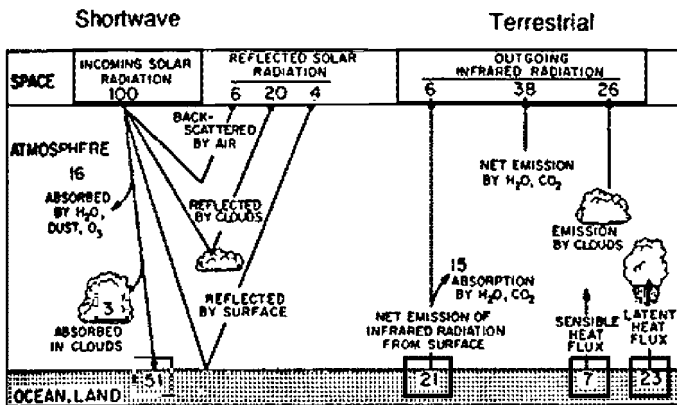 Shortwave
Terrestrial
SPACE
INCOMING SOLAR
RADIATION
100
REFLECTED SOLAR
RADIATION
6 20 4
OUTGOING
INFRARED RADIATION
6 38 26
ATMOSPHERE
16
ABSORBED
BY H₂O,
DUST, O₃
BACK-
SCATTERED
BY AIR
REFLECTED
BY CLOUDS
3
ABSORBED
IN CLOUDS
REFLECTED
BY SURFACE
NET EMISSION
BY H₂O, CO₂
EMISSION
BY CLOUDS
15
ABSORPTION
BY H₂O, CO₂
NET EMISSION OF
INFRARED RADIATION
FROM SURFACE
SENSIBLE
HEAT
FLUX
LATENT
HEAT
FLUX
OCEAN, LAND
51
21
7
23